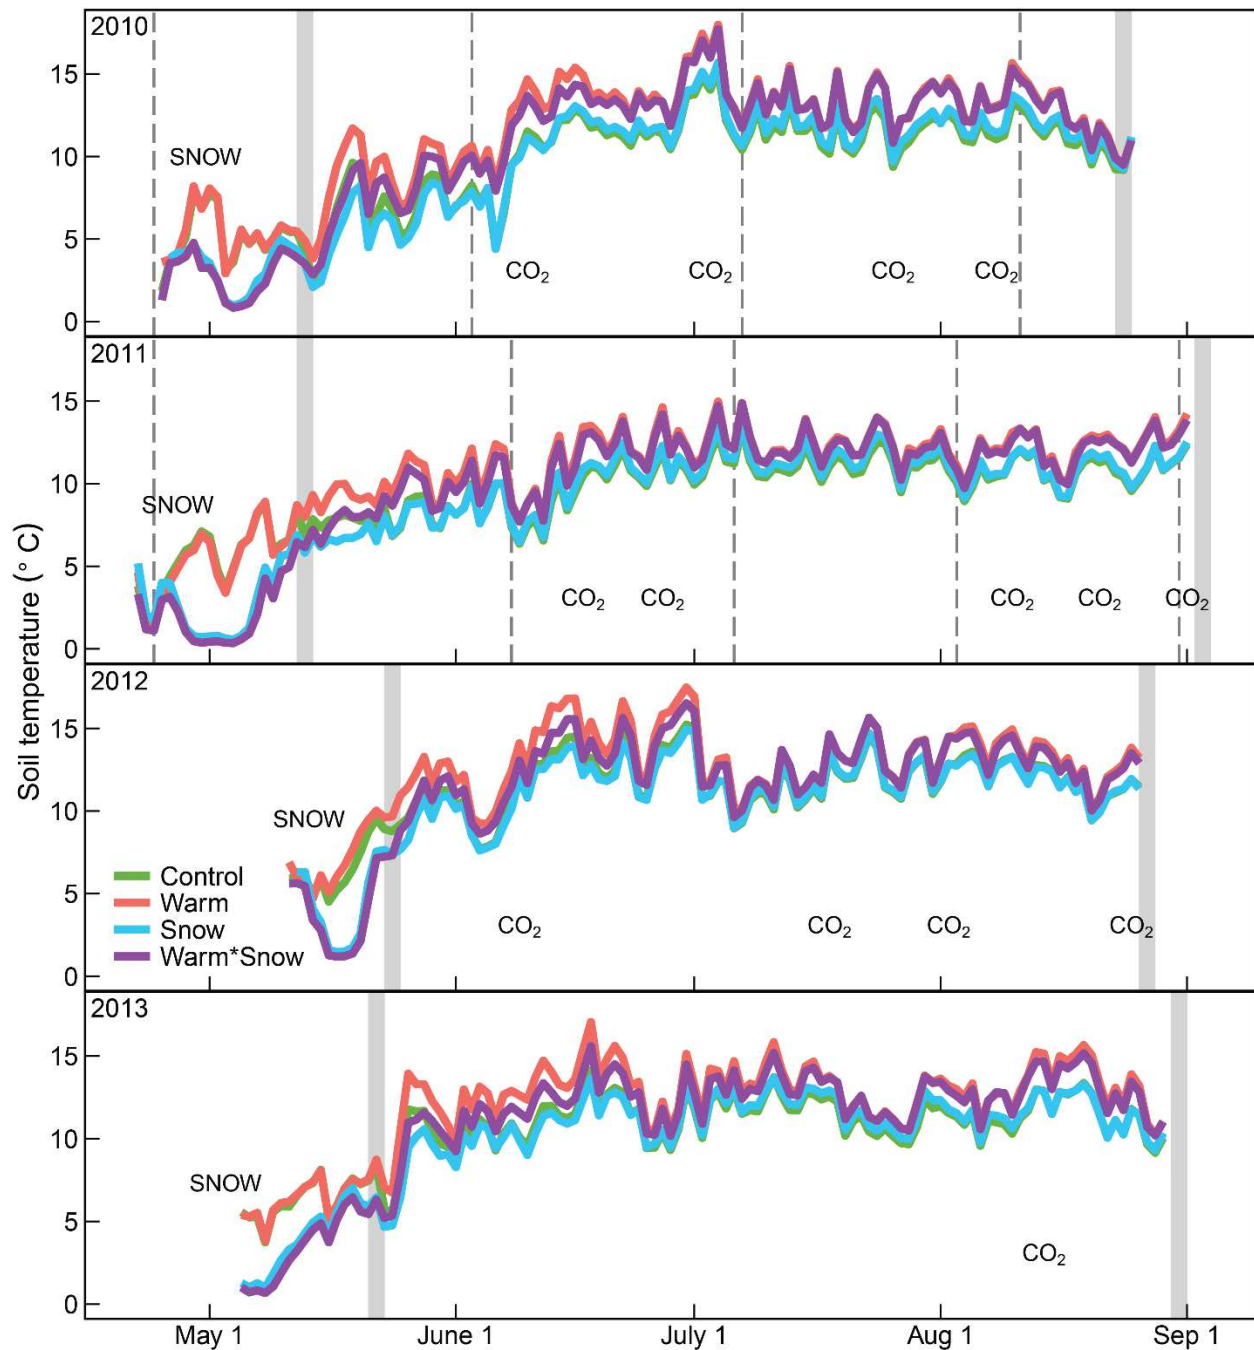 2010
15
SNOW
10
5
CO₂ CO₂ CO₂ CO₂
0
2011
15
10
SNOW
5
CO₂ CO₂ CO₂ CO₂ CO₂
0
Soil temperature (° C)
2012
15
10
SNOW
Control
5
Warm
Snow
CO₂ CO₂ CO₂ CO₂
Warm*Snow
0
2013
15
10
SNOW
5
CO₂
0
May 1 June 1 July 1 Aug 1 Sep 1